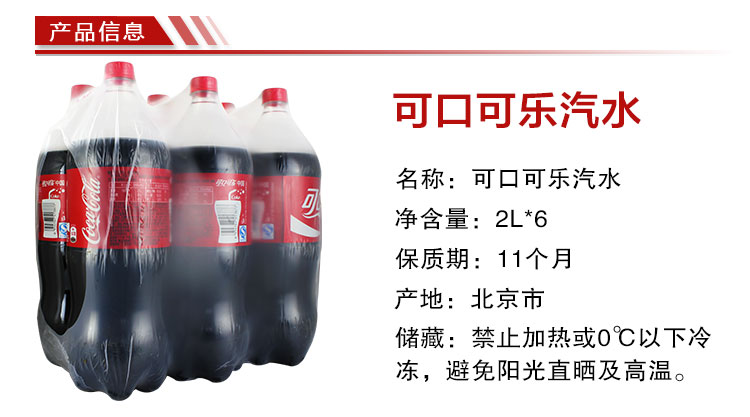 产品信息
可口可乐汽水
名称：可口可乐汽水
净含量：2L*6
保质期：11个月
产地：北京市
储藏：禁止加热或0℃以下冷
冻，避免阳光直晒及高温。
Coca-Cola
可